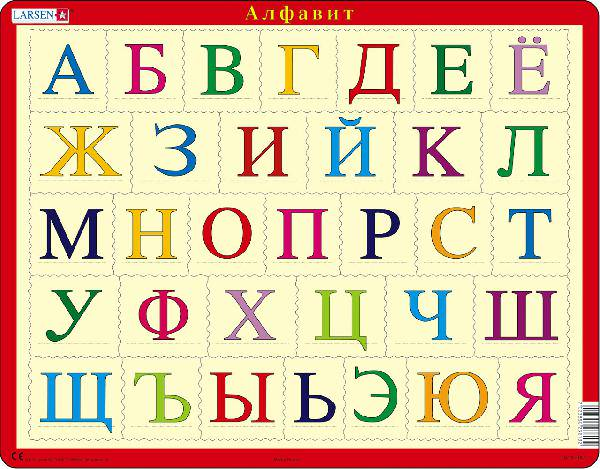 LARSEN
Алфавит
А Б В Г Д Е Ё
Ж З И Й К Л
М Н О П Р С Т
У Ф Х Ц Ч Ш
Щ Ъ Ы Ь Э Ю Я